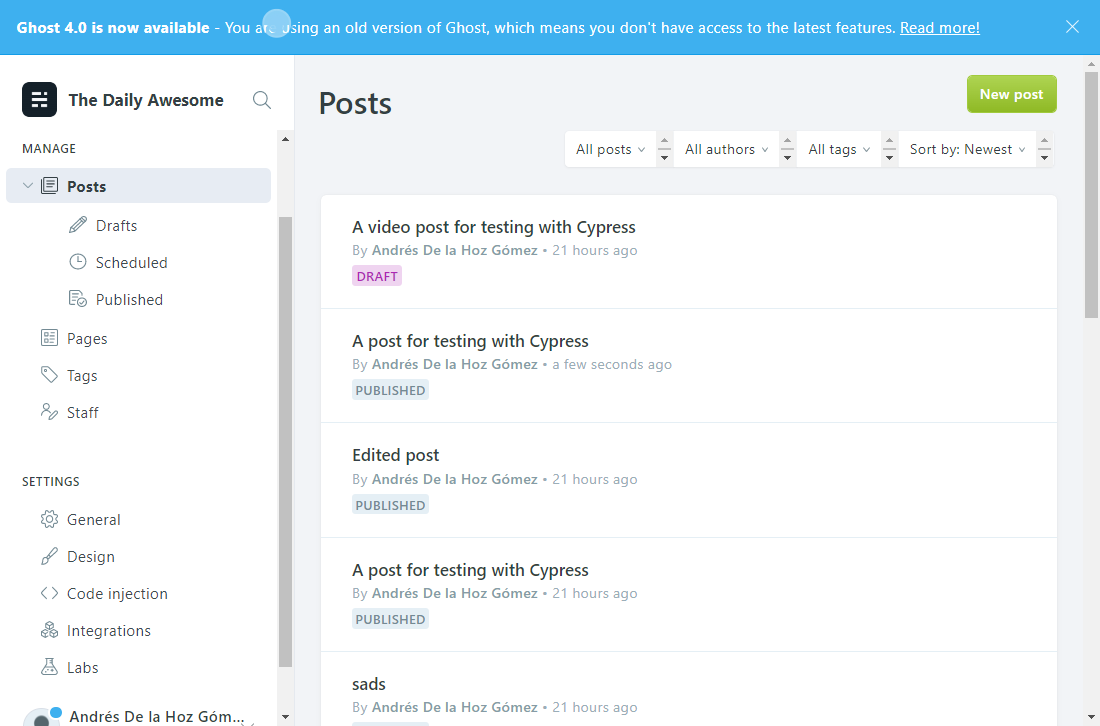 Ghost 4.0 is now available - You are using an old version of Ghost, which means you don't have access to the latest features. Read more!
The Daily Awesome
MANAGE
Posts
Drafts
Scheduled
Published
Pages
Tags
Staff
SETTINGS
General
Design
Code injection
Integrations
Labs
Andrés De la Hoz Góm...
Posts
New post
All posts
All authors
All tags
Sort by: Newest
A video post for testing with Cypress
By Andrés De la Hoz Gómez • 21 hours ago
DRAFT
A post for testing with Cypress
By Andrés De la Hoz Gómez • a few seconds ago
PUBLISHED
Edited post
By Andrés De la Hoz Gómez • 21 hours ago
PUBLISHED
A post for testing with Cypress
By Andrés De la Hoz Gómez • 21 hours ago
PUBLISHED
sads
By Andrés De la Hoz Gómez • 21 hours ago